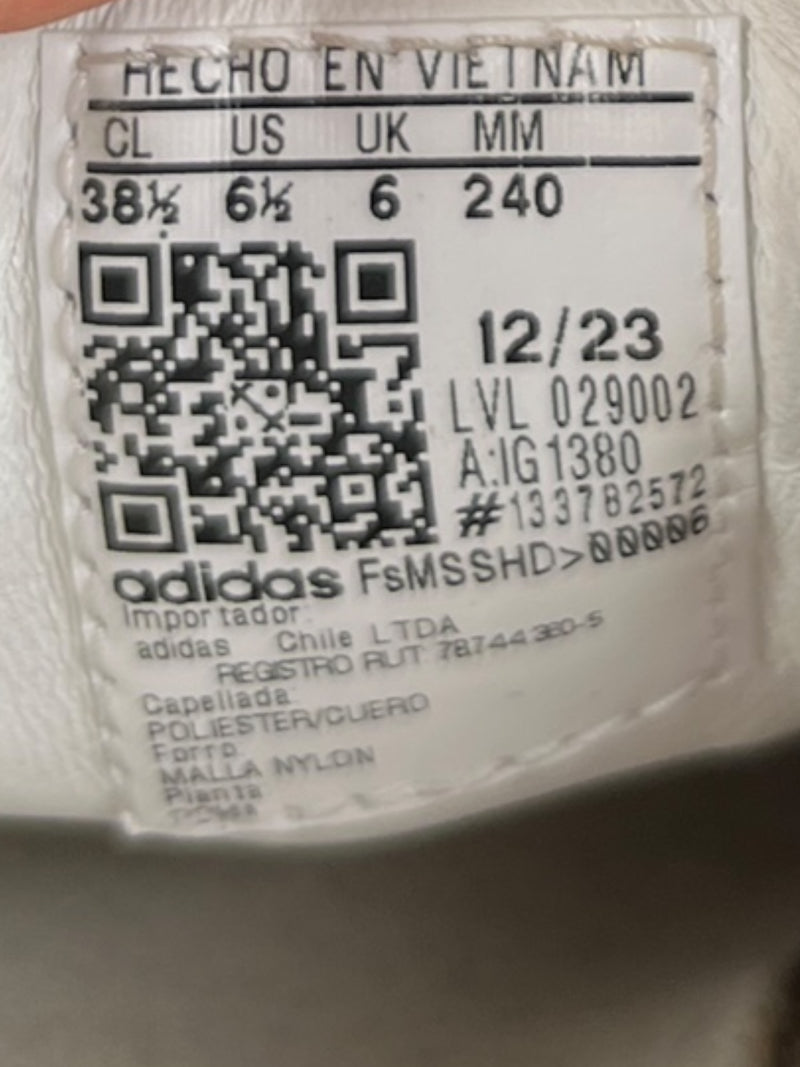 HECHO EN VIETNAM
CL US UK MM
38½ 6½ 6 240
12/23
LVL 029002
A:IG1380
#133782572
adidas FsMSSHD>00006
Importador:
adidas Chile LTDA
REGISTRO RUT 78744380-5
Capellada:
POLIESTER/CUERO
Forro
MALLA NYLON
Planta